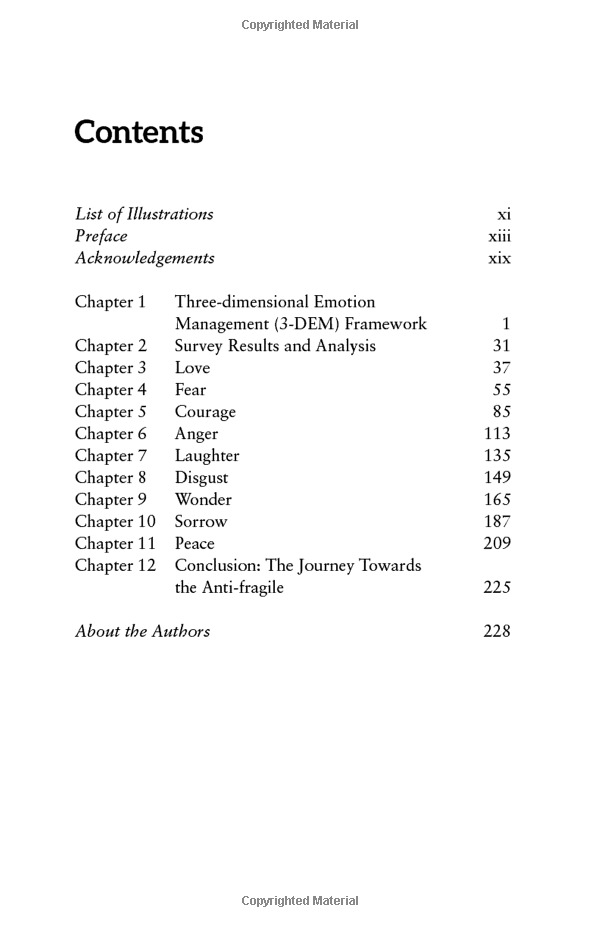 Copyrighted Material
Contents
List of Illustrations xi
Preface xiii
Acknowledgements xix
Chapter 1 Three-dimensional Emotion
Management (3-DEM) Framework 1
Chapter 2 Survey Results and Analysis 31
Chapter 3 Love 37
Chapter 4 Fear 55
Chapter 5 Courage 85
Chapter 6 Anger 113
Chapter 7 Laughter 135
Chapter 8 Disgust 149
Chapter 9 Wonder 165
Chapter 10 Sorrow 187
Chapter 11 Peace 209
Chapter 12 Conclusion: The Journey Towards
the Anti-fragile 225
About the Authors 228
Copyrighted Material